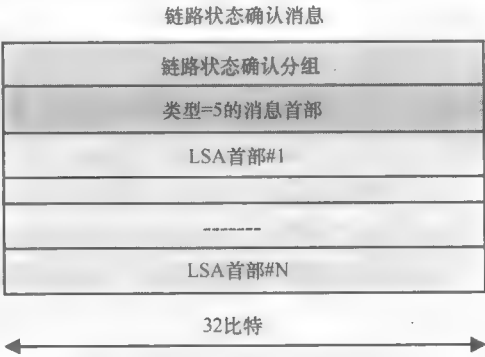 链路状态确认消息
链路状态确认分组
类型=5的消息首部
LSA首部#1
-------
LSA首部#N
32比特